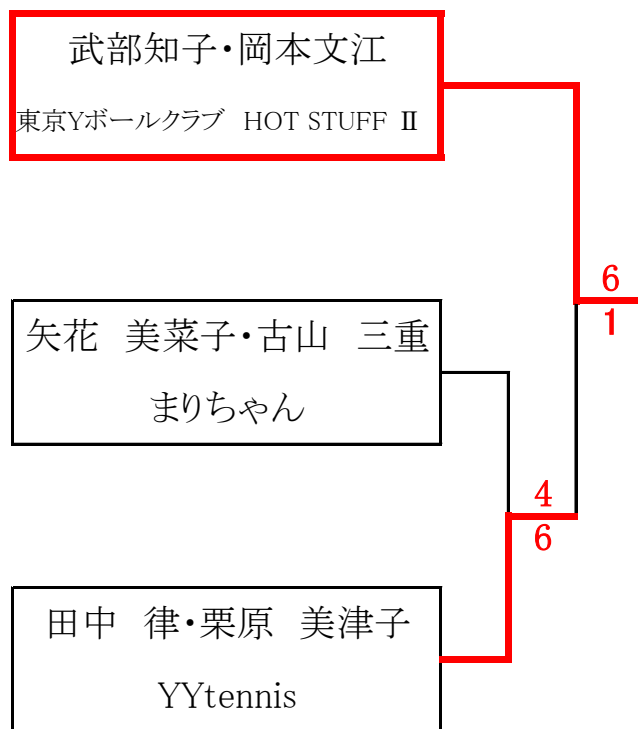 武部知子・岡本文江
東京Yボールクラブ　HOT STUFF Ⅱ
6
1
矢花　美菜子・古山　三重
まりちゃん
4
6
田中　律・栗原　美津子
YYtennis